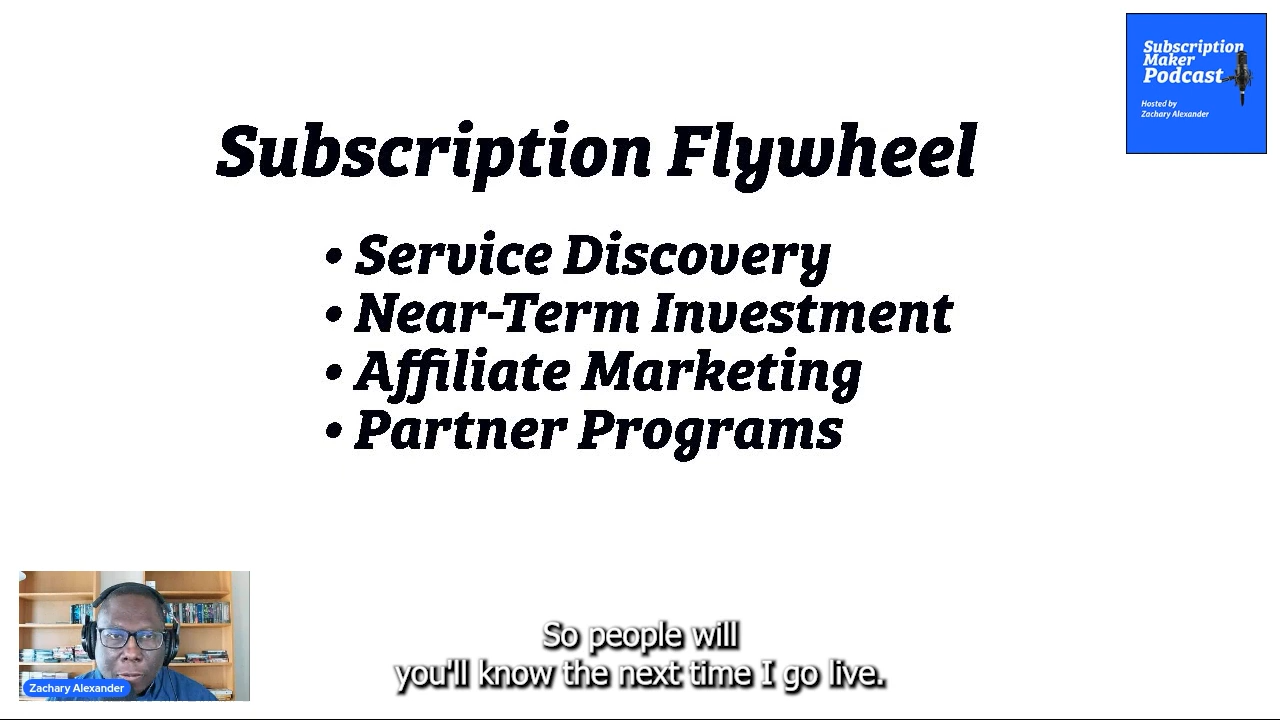 Subscription
Maker
Podcast
Hosted by
Zachary Alexander
Subscription Flywheel
• Service Discovery
• Near-Term Investment
• Affiliate Marketing
• Partner Programs
Zachary Alexander
So people will
you'll know the next time I go live.